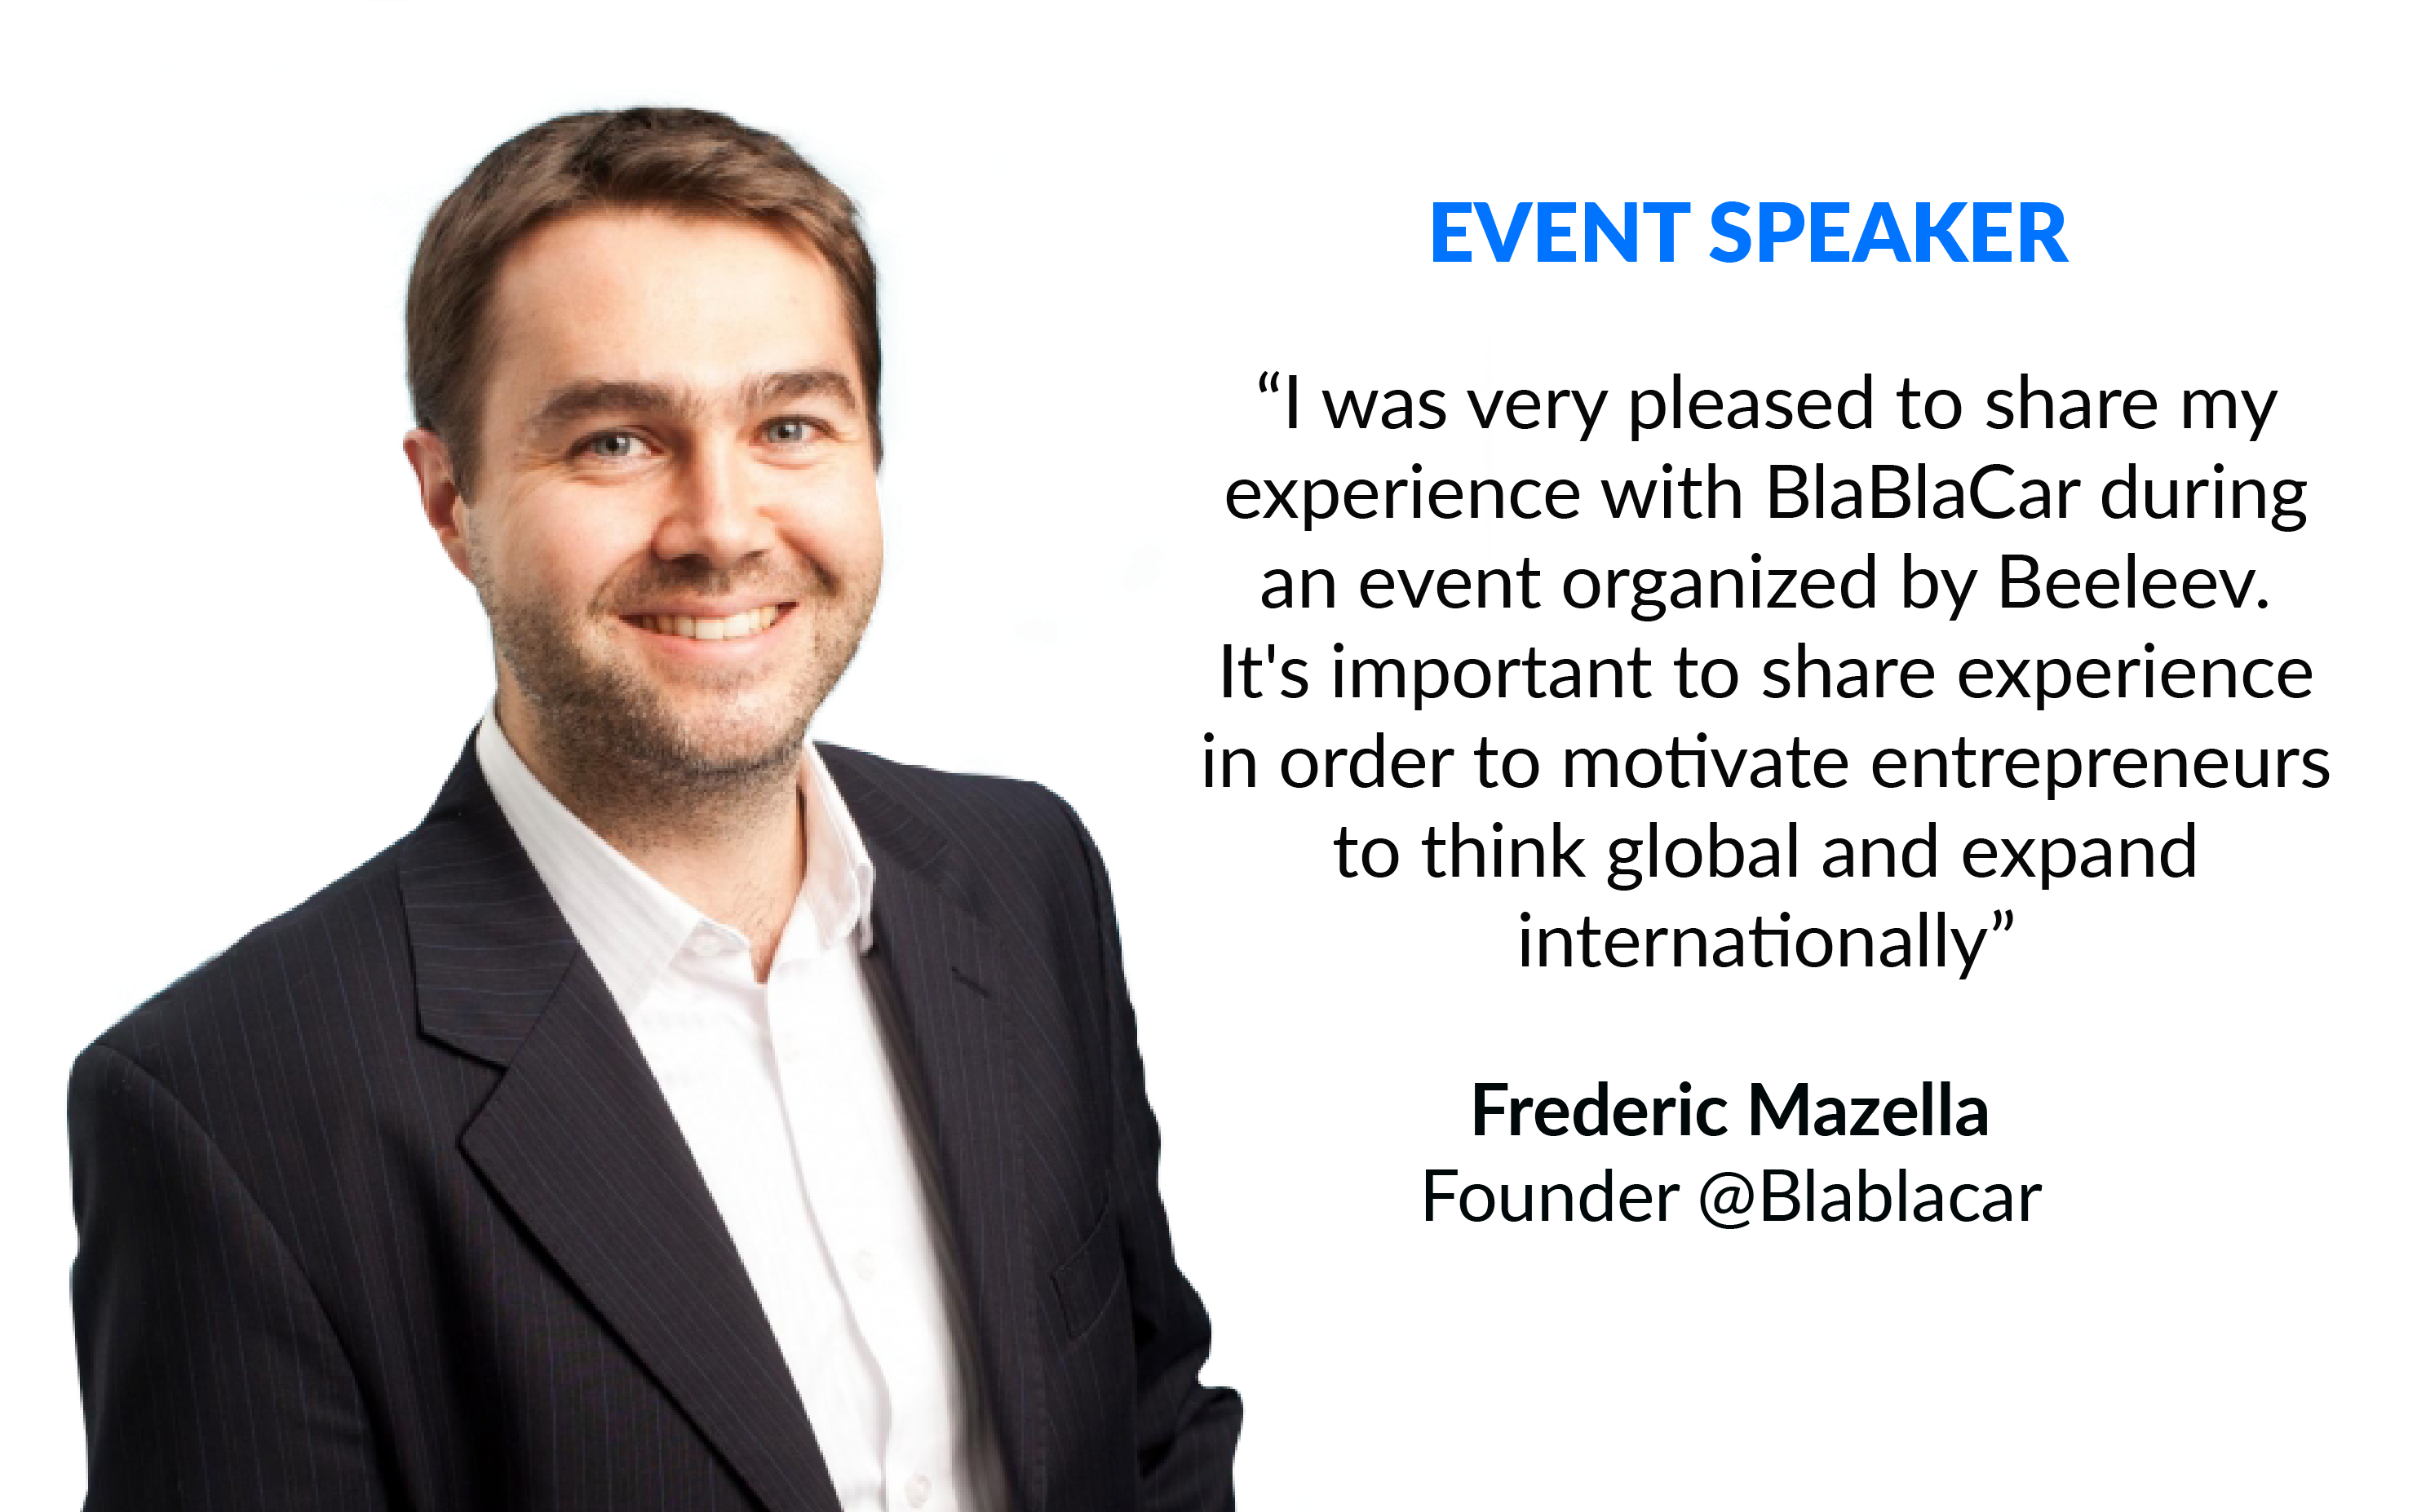 EVENT SPEAKER
“I was very pleased to share my
experience with BlaBlaCar during
an event organized by Beeleev.
It's important to share experience
in order to motivate entrepreneurs
to think global and expand
internationally”
Frederic Mazella
Founder @Blablacar